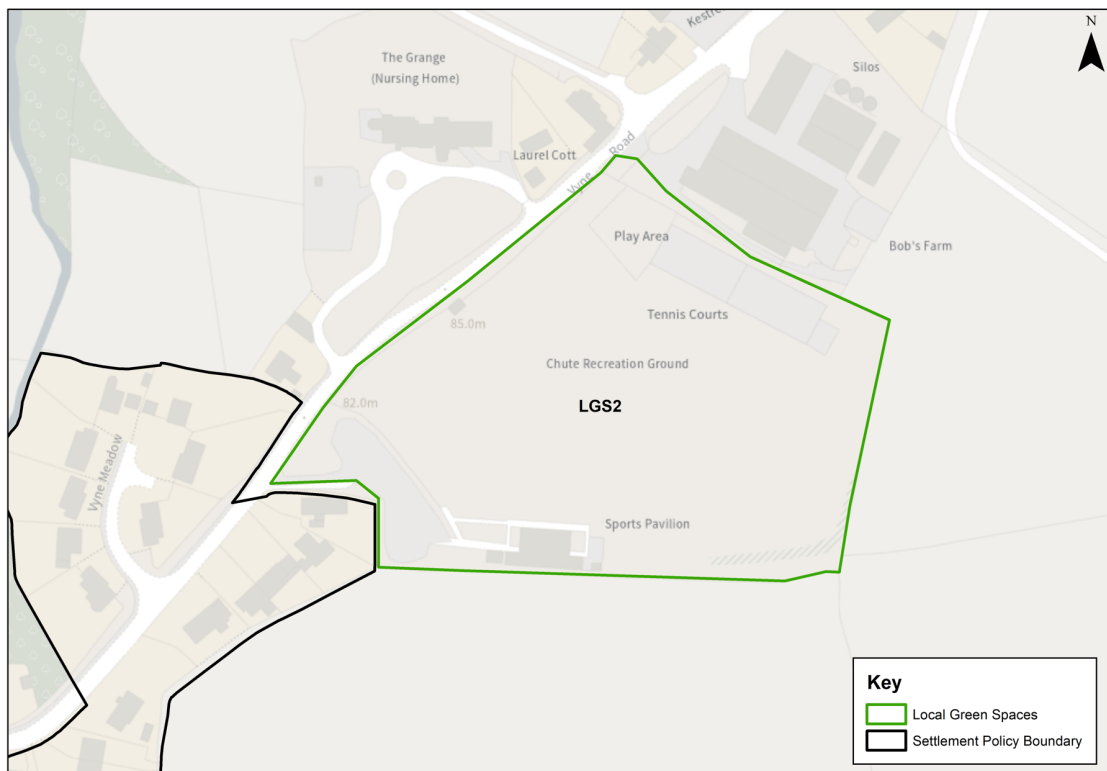 N
Kestre
The Grange
(Nursing Home)
Silos
Laurel Cott
Vyne Road
Play Area
Bob's Farm
Tennis Courts
85.0m
Chute Recreation Ground
LGS2
82.0m
Vyne Meadow
Sports Pavilion
Key
Local Green Spaces
Settlement Policy Boundary